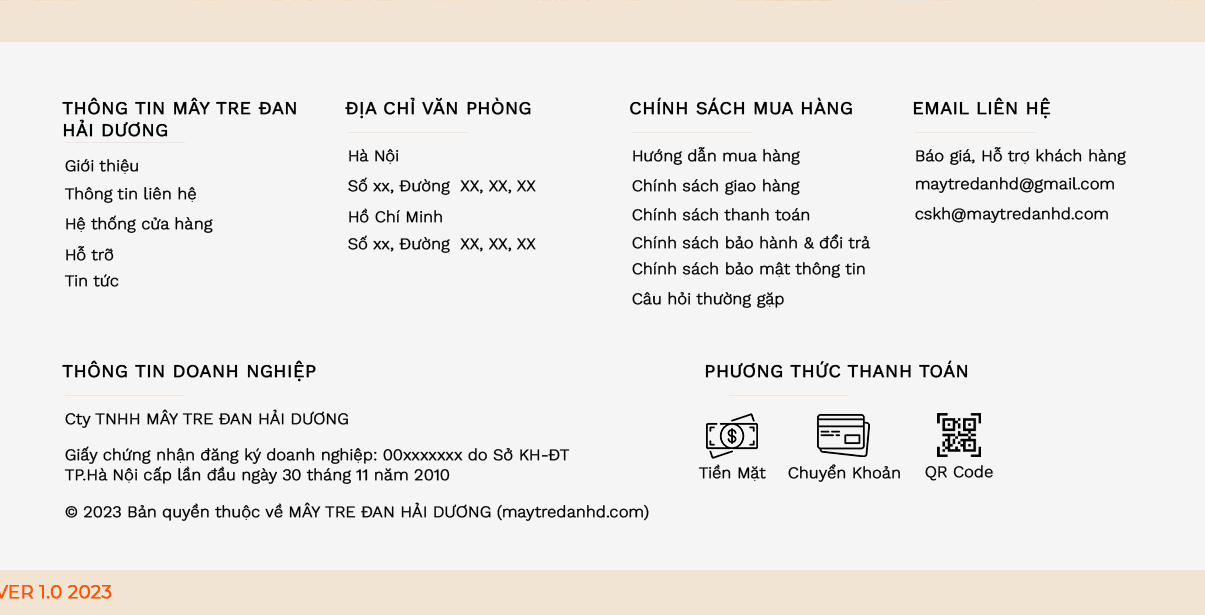 THÔNG TIN MÂY TRE ĐAN
HẢI DƯƠNG
Giới thiệu
Thông tin liên hệ
Hệ thống cửa hàng
Hỗ trỡ
Tin tức
ĐỊA CHỈ VĂN PHÒNG
Hà Nội
Số xx, Đường XX, XX, XX
Hồ Chí Minh
Số xx, Đường XX, XX, XX
CHÍNH SÁCH MUA HÀNG
Hướng dẫn mua hàng
Chính sách giao hàng
Chính sách thanh toán
Chính sách bảo hành & đổi trả
Chính sách bảo mật thông tin
Câu hỏi thường gặp
EMAIL LIÊN HỆ
Báo giá, Hỗ trợ khách hàng
maytredanhd@gmail.com
cskh@maytredanhd.com
THÔNG TIN DOANH NGHIỆP
Cty TNHH MÂY TRE ĐAN HẢI DƯƠNG
Giấy chứng nhận đăng ký doanh nghiệp: 00xxxxxxx do Sở KH-ĐT
TP.Hà Nội cấp lần đầu ngày 30 tháng 11 năm 2010
© 2023 Bản quyền thuộc về MÂY TRE ĐAN HẢI DƯƠNG (maytredanhd.com)
PHƯƠNG THỨC THANH TOÁN
Tiền Mặt
Chuyển Khoản
QR Code
VER 1.0 2023